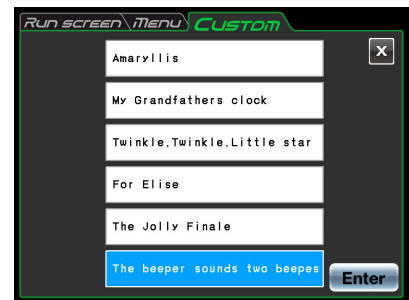 Run screen Menu Custom
X
Amaryllis
My Grandfathers clock
Twinkle,Twinkle,Little star
For Elise
The Jolly Finale
The beeper sounds two beepes
Enter